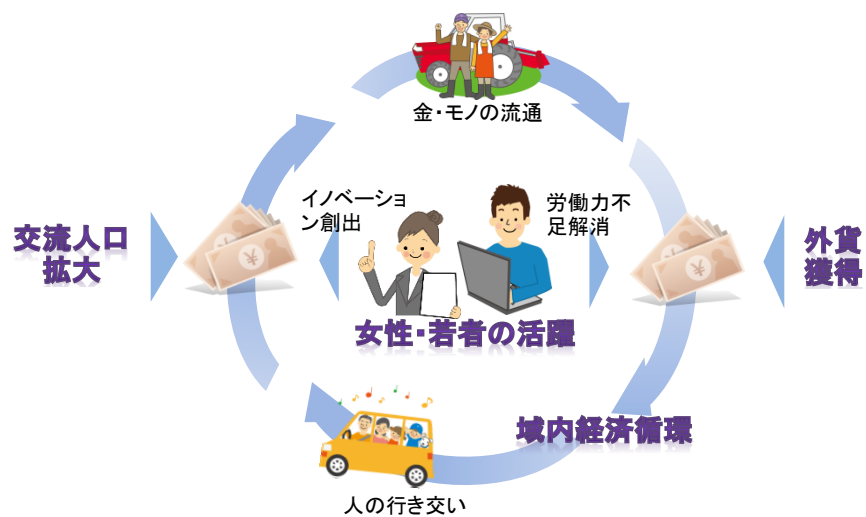 金・モノの流通
イノベーショ
ン創出
労働力不
足解消
交流人口
拡大
外貨
獲得
女性・若者の活躍
域内経済循環
人の行き交い